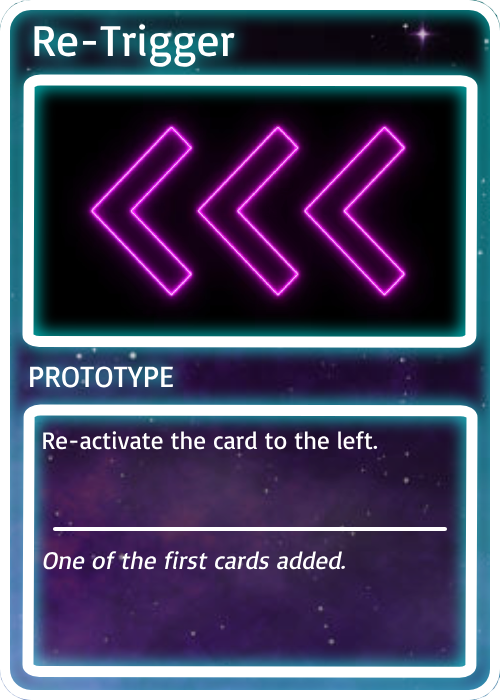 Re-Trigger
PROTOTYPE
Re-activate the card to the left.
One of the first cards added.